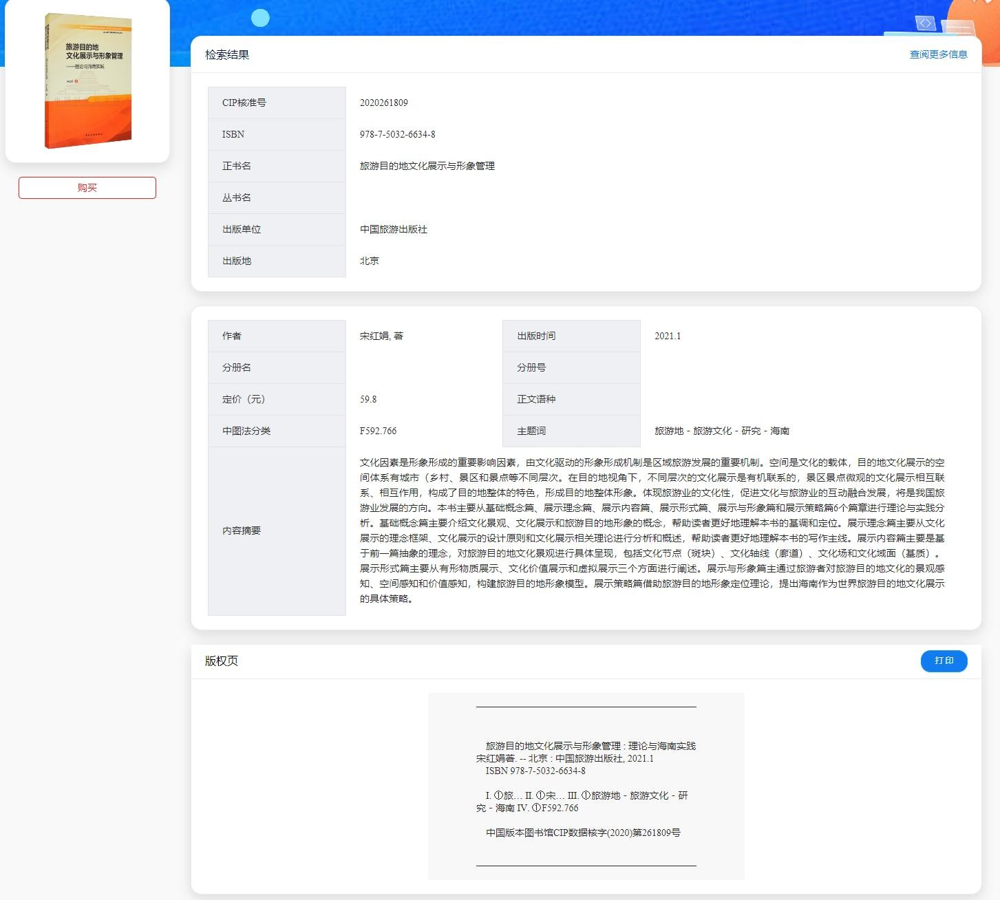 旅游目的地
文化展示与形象管理
——理论与海南实践
购买
检索结果
查阅更多信息
CIP核准号 2020261809
ISBN 978-7-5032-6634-8
正书名 旅游目的地文化展示与形象管理
丛书名
出版单位 中国旅游出版社
出版地 北京
作者 宋红娟, 著 出版时间 2021.1
分册名 分册号
定价（元） 59.8 正文语种
中图法分类 F592.766 主题词 旅游地－旅游文化－研究－海南
内容摘要
文化因素是形象形成的重要影响因素，由文化驱动的形象形成机制是区域旅游发展的重要机制。空间是文化的载体，目的地文化展示的空
间体系有城市（乡村、景区和景点等不同层次。在目的地视角下，不同层次的文化展示是有机联系的，景区景点微观的文化展示相互联
系、相互作用，构成了目的地整体的特色，形成目的地整体形象。体现旅游业的文化性，促进文化与旅游业的互动融合发展，将是我国旅
游业发展的方向。本书主要从基础概念篇、展示理念篇、展示内容篇、展示形式篇、展示与形象篇和展示策略篇6个篇章进行理论与实践分
析。基础概念篇主要介绍文化景观、文化展示和旅游目的地形象的概念，帮助读者更好地理解本书的基调和定位。展示理念篇主要从文化
展示的理念框架、文化展示的设计原则和文化展示相关理论进行分析和概述，帮助读者更好地理解本书的写作主线。展示内容篇主要是基
于前一篇抽象的理念，对旅游目的地文化景观进行具体呈现，包括文化节点（斑块）、文化轴线（廊道）、文化场和文化域面（基质）。
展示形式篇主要从有形物质展示、文化价值展示和虚拟展示三个方面进行阐述。展示与形象篇主通过旅游者对旅游目的地文化的景观感
知、空间感知和价值感知，构建旅游目的地形象模型。展示策略篇借助旅游目的地形象定位理论，提出海南作为世界旅游目的地文化展示
的具体策略。
版权页
打印
旅游目的地文化展示与形象管理 : 理论与海南实践
宋红娟著. -- 北京 : 中国旅游出版社, 2021.1
ISBN 978-7-5032-6634-8
I. ①旅… II. ①宋… III. ①旅游地－旅游文化－研
究－海南 IV. ①F592.766
中国版本图书馆CIP数据核字(2020)第261809号